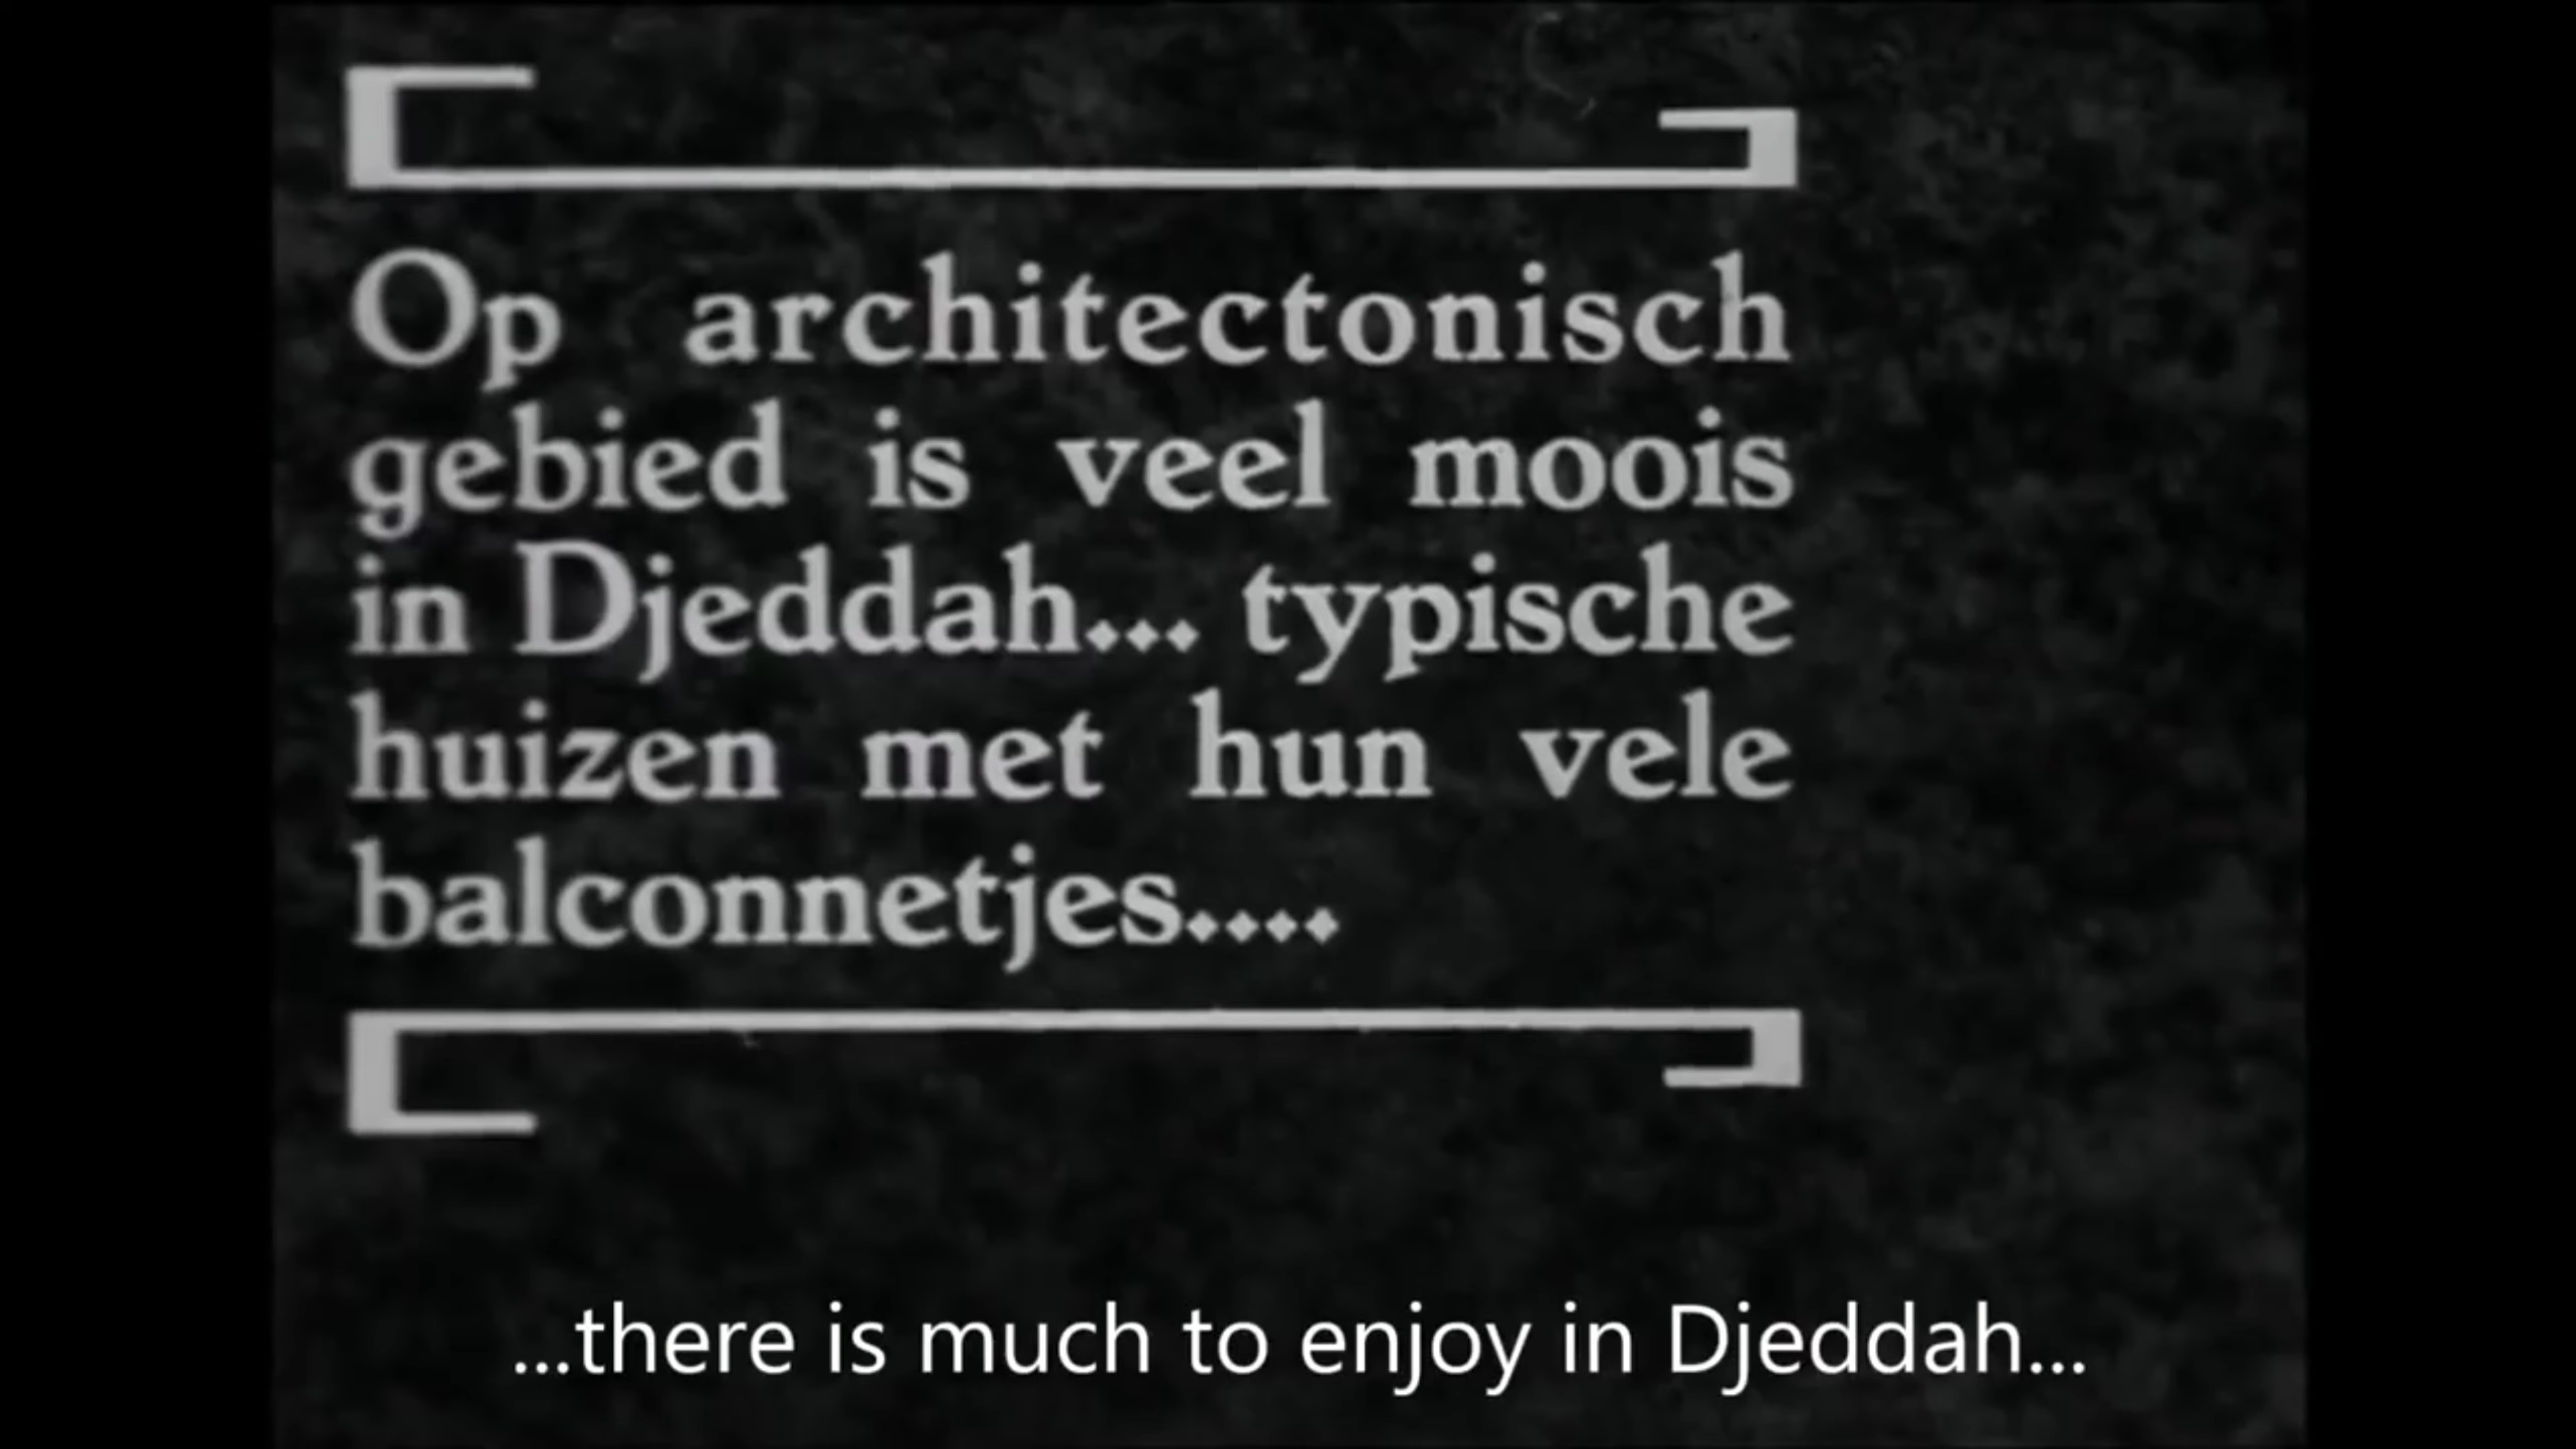 Op architectonisch
gebied is veel moois
in Djeddah... typische
huizen met hun vele
balconnetjes....
...there is much to enjoy in Djeddah...